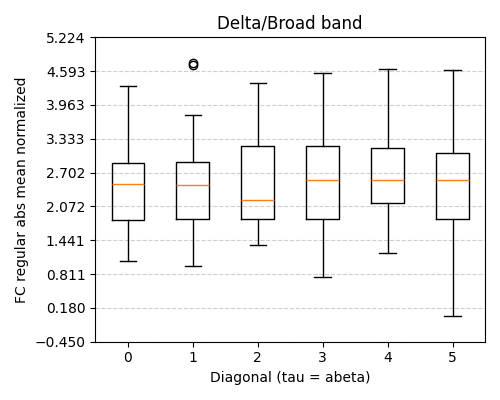 Delta/Broad band
5.224
4.593
3.963
3.333
2.702
2.072
1.441
0.811
0.180
−0.450
FC regular abs mean normalized
0 1 2 3 4 5
Diagonal (tau = abeta)